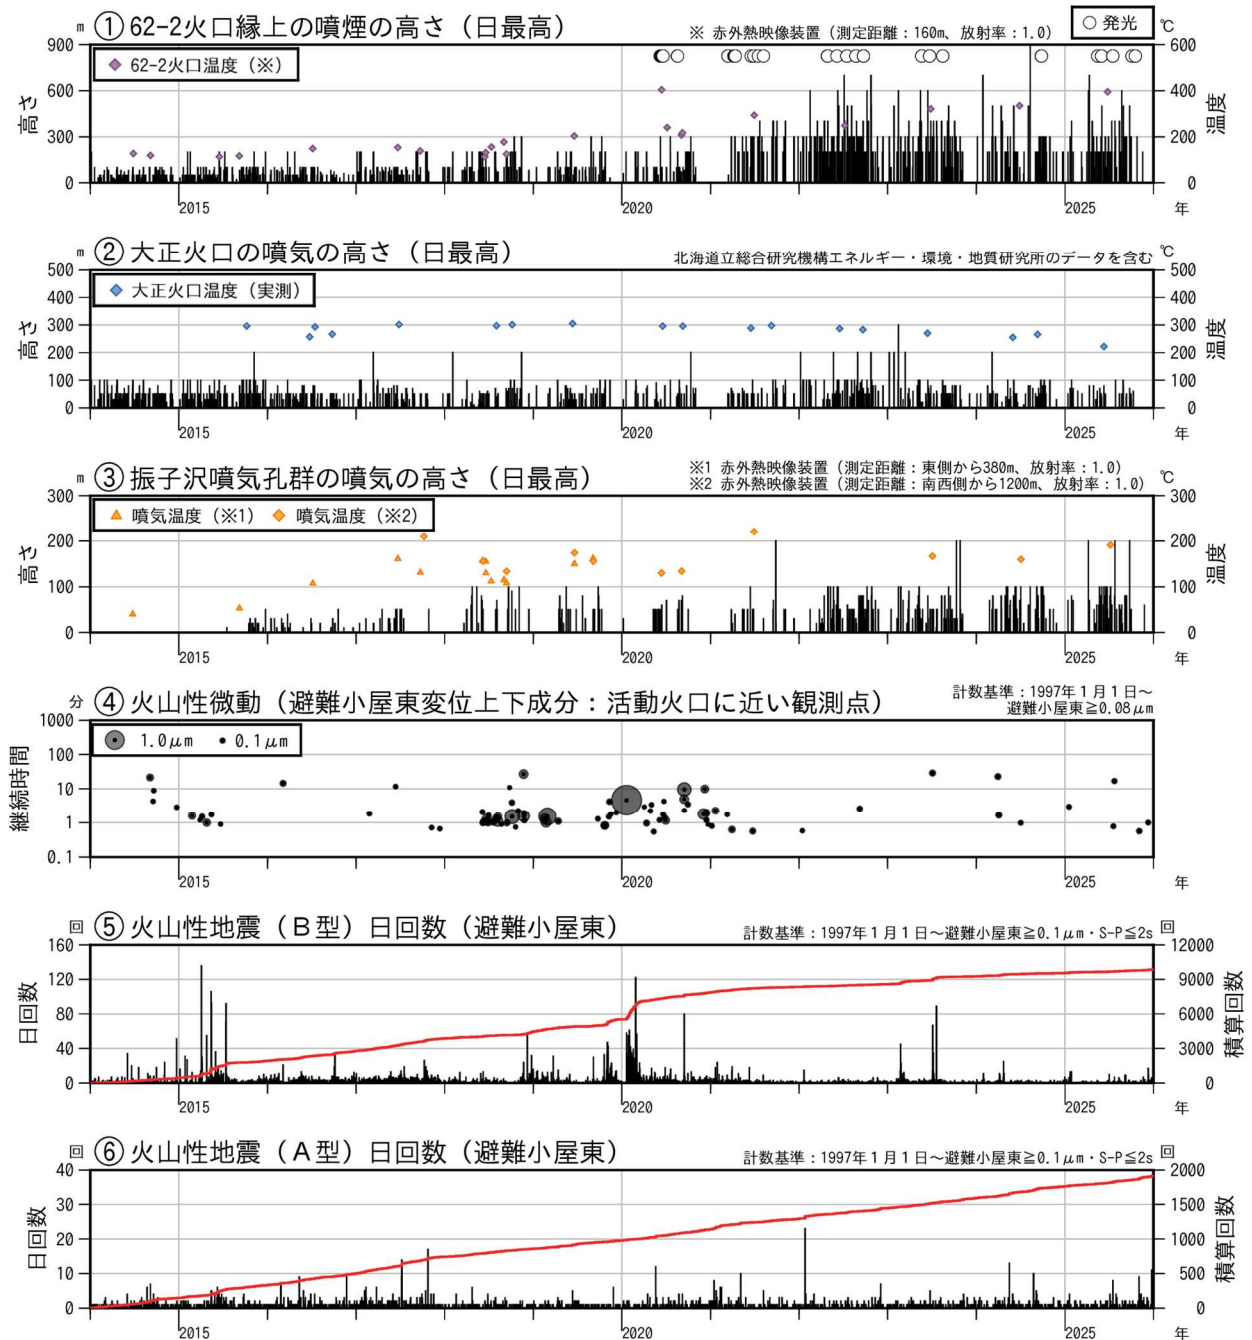 ① 62-2火口縁上の噴煙の高さ（日最高）
※ 赤外熱映像装置（測定距離：160m、放射率：1.0）
○ 発光
m
℃
◆ 62-2火口温度（※）
900
600
300
0
高さ
600
400
200
0
温度
2015
2020
2025
年
② 大正火口の噴気の高さ（日最高）
北海道立総合研究機構エネルギー・環境・地質研究所のデータを含む
m
℃
◆ 大正火口温度（実測）
500
400
300
200
100
0
高さ
500
400
300
200
100
0
温度
2015
2020
2025
年
③ 振子沢噴気孔群の噴気の高さ（日最高）
※1 赤外熱映像装置（測定距離：東側から380m、放射率：1.0）
※2 赤外熱映像装置（測定距離：南西側から1200m、放射率：1.0）
m
℃
▲ 噴気温度（※1） ◆ 噴気温度（※2）
300
200
100
0
高さ
300
200
100
0
温度
2015
2020
2025
年
④ 火山性微動（避難小屋東変位上下成分：活動火口に近い観測点）
計数基準：1997年１月１日～
避難小屋東≧0.08μm
分
1.0μm 0.1μm
1000
100
10
1
0.1
継続時間
2015
2020
2025
年
⑤ 火山性地震（Ｂ型）日回数（避難小屋東）
計数基準：1997年１月１日～避難小屋東≧0.1μm・S-P≦2s
回
回
160
120
80
40
0
日回数
12000
9000
6000
3000
0
積算回数
2015
2020
2025
年
⑥ 火山性地震（Ａ型）日回数（避難小屋東）
計数基準：1997年１月１日～避難小屋東≧0.1μm・S-P≦2s
回
回
40
30
20
10
0
日回数
2000
1500
1000
500
0
積算回数
2015
2020
2025
年